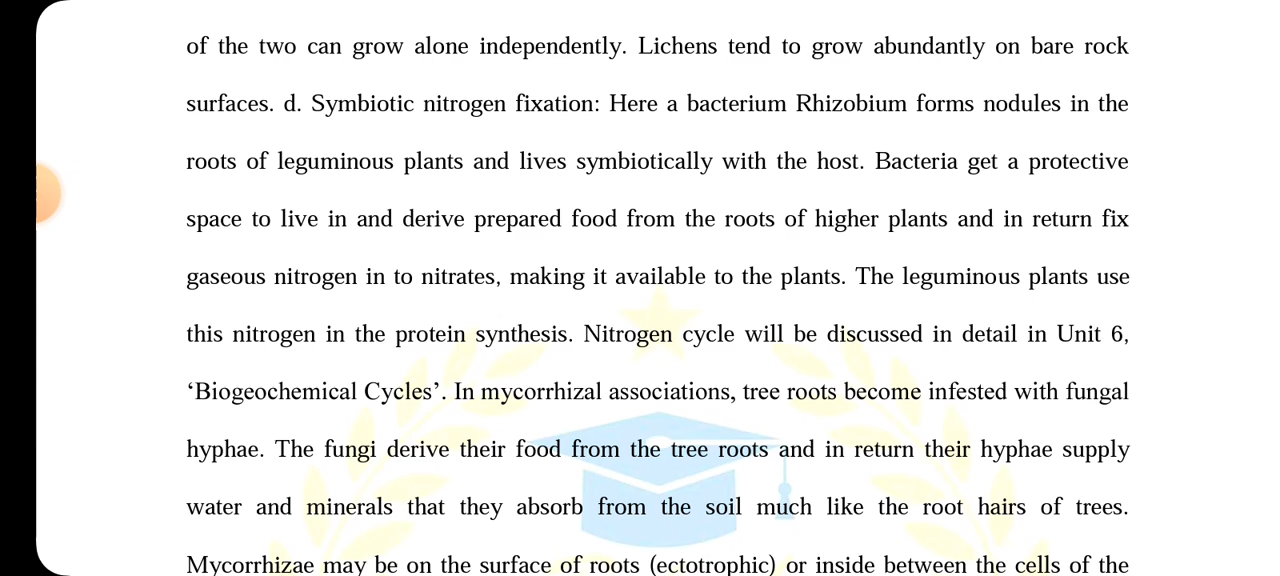 of the two can grow alone independently. Lichens tend to grow abundantly on bare rock
surfaces. d. Symbiotic nitrogen fixation: Here a bacterium Rhizobium forms nodules in the
roots of leguminous plants and lives symbiotically with the host. Bacteria get a protective
space to live in and derive prepared food from the roots of higher plants and in return fix
gaseous nitrogen in to nitrates, making it available to the plants. The leguminous plants use
this nitrogen in the protein synthesis. Nitrogen cycle will be discussed in detail in Unit 6,
‘Biogeochemical Cycles’. In mycorrhizal associations, tree roots become infested with fungal
hyphae. The fungi derive their food from the tree roots and in return their hyphae supply
water and minerals that they absorb from the soil much like the root hairs of trees.
Mycorrhizae may be on the surface of roots (ectotrophic) or inside between the cells of the